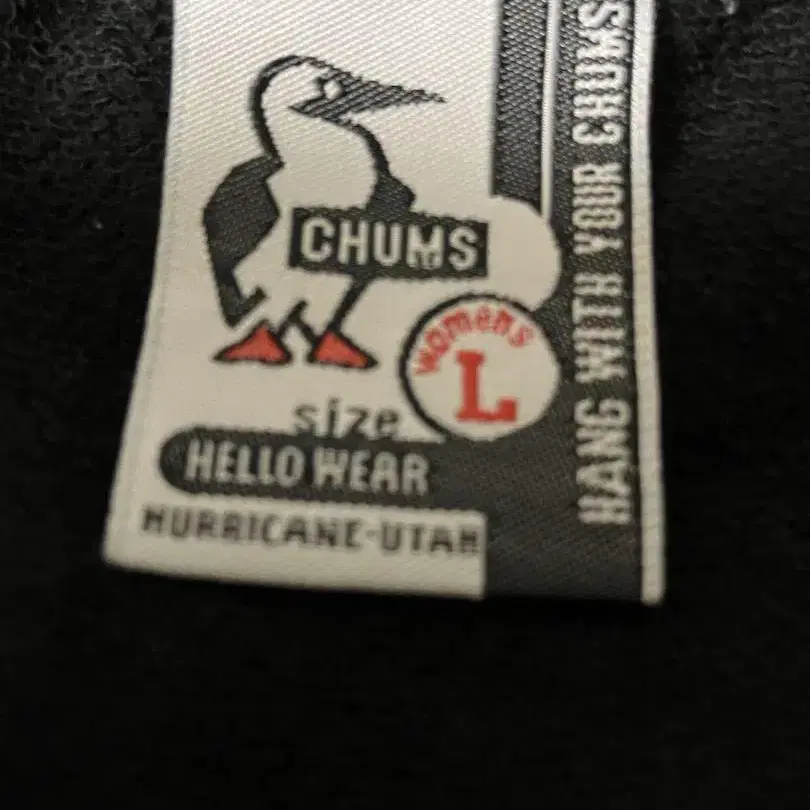 CHUMS
womens
L
size
HELLO WEAR
HURRICANE-UTAH
HANG WITH YOUR CHUMS